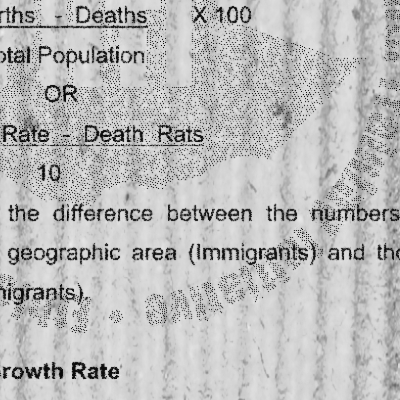 rths - Deaths X 100
otal Population
OR
Rate - Death Rats
10
the difference between the numbers
geographic area (Immigrants) and the
migrants).
rowth Rate